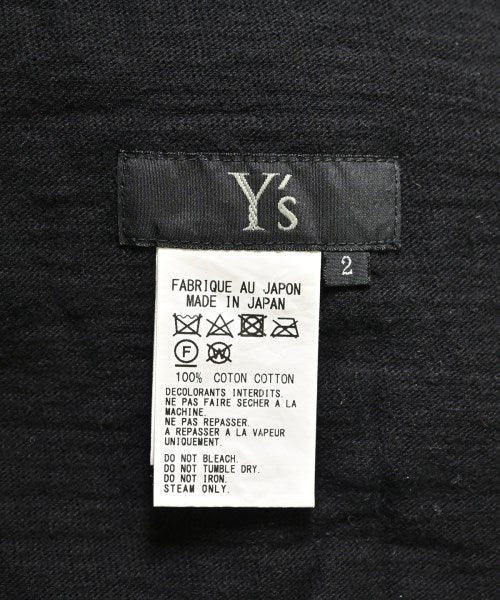 Y's
2
FABRIQUE AU JAPON
MADE IN JAPAN
F
W
100% COTON COTTON
DECOLORANTS INTERDITS.
NE PAS FAIRE SECHER A LA
MACHINE.
NE PAS REPASSER.
A REPASSER A LA VAPEUR
UNIQUEMENT.
DO NOT BLEACH.
DO NOT TUMBLE DRY.
DO NOT IRON.
STEAM ONLY.